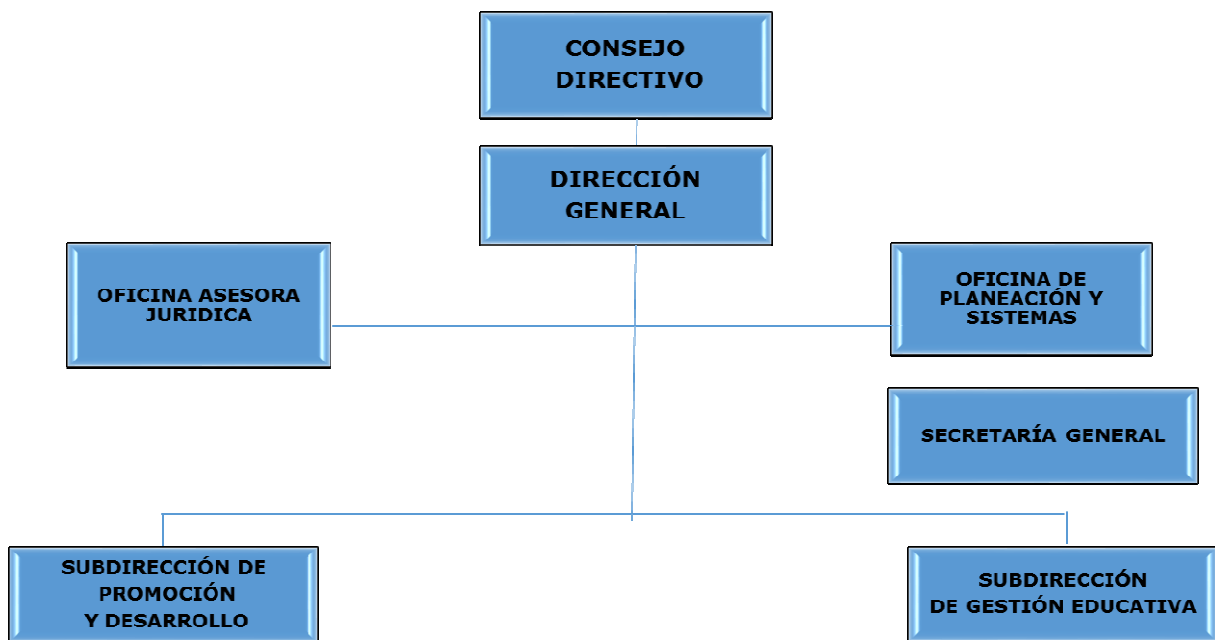 CONSEJO
DIRECTIVO
DIRECCIÓN
GENERAL
OFICINA ASESORA
JURIDICA
OFICINA DE
PLANEACIÓN Y
SISTEMAS
SECRETARÍA GENERAL
SUBDIRECCIÓN DE
PROMOCIÓN
Y DESARROLLO
SUBDIRECCIÓN
DE GESTIÓN EDUCATIVA